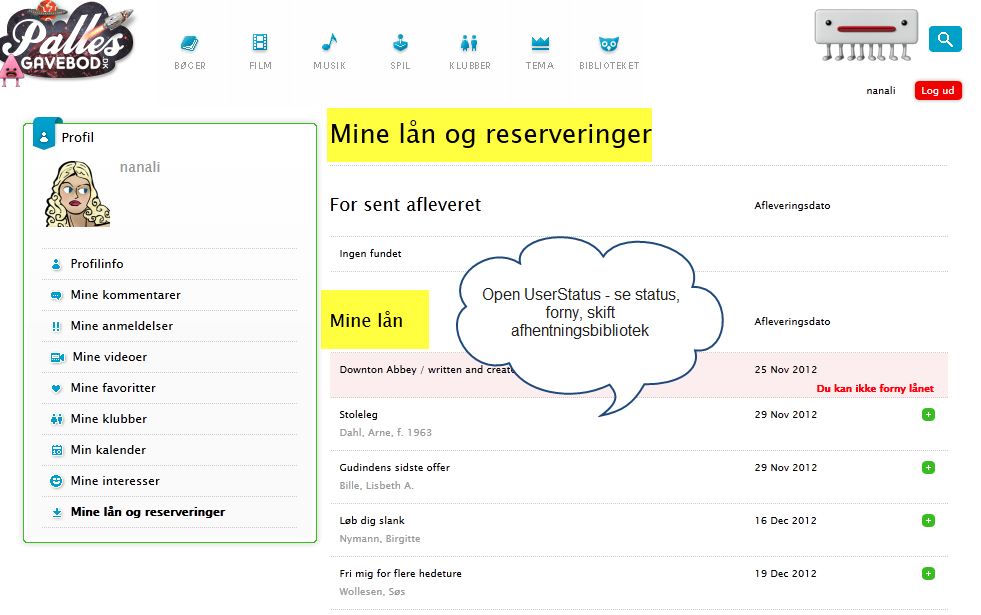 Palles
GAVEBOD.DK
BØGER
FILM
MUSIK
SPIL
KLUBBER
TEMA
BIBLIOTEKET
nanali
Log ud
Profil
nanali
Profilinfo
Mine kommentarer
Mine anmeldelser
Mine videoer
Mine favoritter
Mine klubber
Min kalender
Mine interesser
Mine lån og reserveringer
Mine lån og reserveringer
For sent afleveret
Afleveringsdato
Ingen fundet
Open UserStatus - se status,
forny, skift
afhentningsbibliotek
Mine lån
Afleveringsdato
Downton Abbey / written and create
25 Nov 2012
Du kan ikke forny lånet
Stoleleg
29 Nov 2012
Dahl, Arne, f. 1963
Gudindens sidste offer
29 Nov 2012
Bille, Lisbeth A.
Løb dig slank
16 Dec 2012
Nymann, Birgitte
Fri mig for flere hedeture
19 Dec 2012
Wollesen, Søs